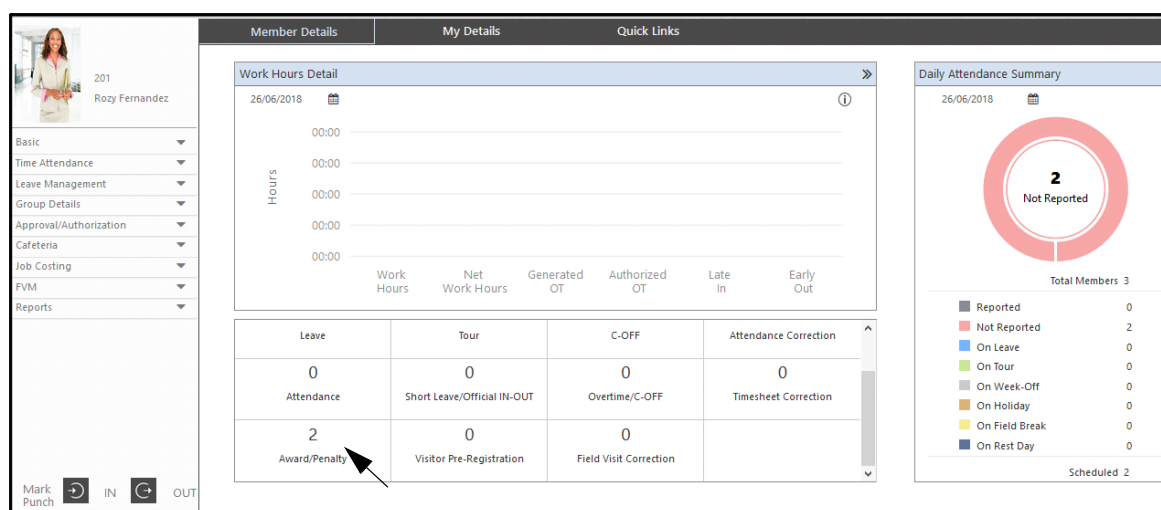 Member Details
My Details
Quick Links
201
Rozy Fernandez
Basic
Time Attendance
Leave Management
Group Details
Approval/Authorization
Cafeteria
Job Costing
FVM
Reports
Mark
Punch
IN
OUT
Work Hours Detail
26/06/2018
Hours
00:00
00:00
00:00
00:00
00:00
Work
Hours
Net
Work Hours
Generated
OT
Authorized
OT
Late
In
Early
Out
Leave
Tour
C-OFF
Attendance Correction
0
Attendance
0
Short Leave/Official IN-OUT
0
Overtime/C-OFF
0
Timesheet Correction
2
Award/Penalty
0
Visitor Pre-Registration
0
Field Visit Correction
Daily Attendance Summary
26/06/2018
2
Not Reported
Total Members 3
Reported 0
Not Reported 2
On Leave 0
On Tour 0
On Week-Off 0
On Holiday 0
On Field Break 0
On Rest Day 0
Scheduled 2